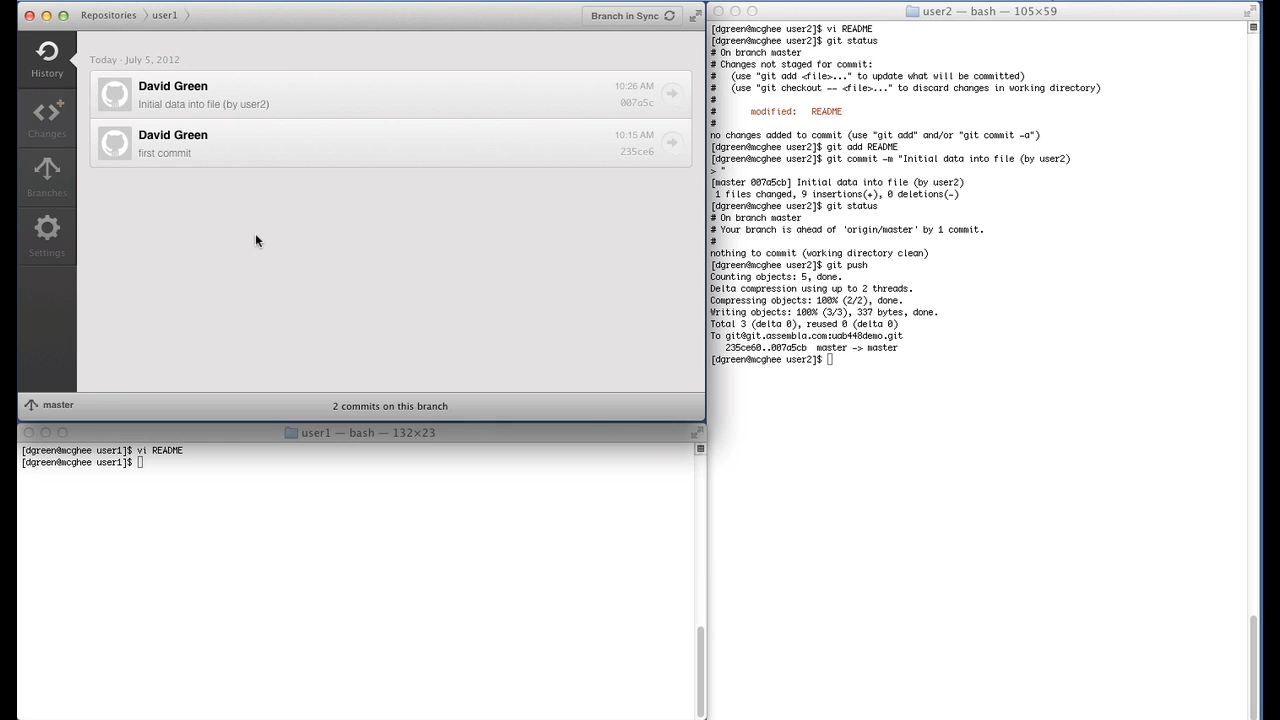 Repositories
user1
Branch in Sync
History
Changes
Branches
Settings
Today · July 5, 2012
David Green
10:26 AM
Initial data into file (by user2)
007a5c
David Green
10:15 AM
first commit
235ce6
master
2 commits on this branch
user1 — bash — 132×23
[dgreen@mcghee user1]$ vi README
[dgreen@mcghee user1]$
user2 — bash — 105×59
[dgreen@mcghee user2]$ vi README
[dgreen@mcghee user2]$ git status
# On branch master
# Changes not staged for commit:
#   (use "git add <file>..." to update what will be committed)
#   (use "git checkout -- <file>..." to discard changes in working directory)
#
#       modified:   README
#
no changes added to commit (use "git add" and/or "git commit -a")
[dgreen@mcghee user2]$ git add README
[dgreen@mcghee user2]$ git commit -m "Initial data into file (by user2)
> "
[master 007a5cb] Initial data into file (by user2)
 1 files changed, 9 insertions(+), 0 deletions(-)
[dgreen@mcghee user2]$ git status
# On branch master
# Your branch is ahead of 'origin/master' by 1 commit.
#
nothing to commit (working directory clean)
[dgreen@mcghee user2]$ git push
Counting objects: 5, done.
Delta compression using up to 2 threads.
Compressing objects: 100% (2/2), done.
Writing objects: 100% (3/3), 337 bytes, done.
Total 3 (delta 0), reused 0 (delta 0)
To git@git.assembla.com:uab448demo.git
   235ce60..007a5cb  master -> master
[dgreen@mcghee user2]$